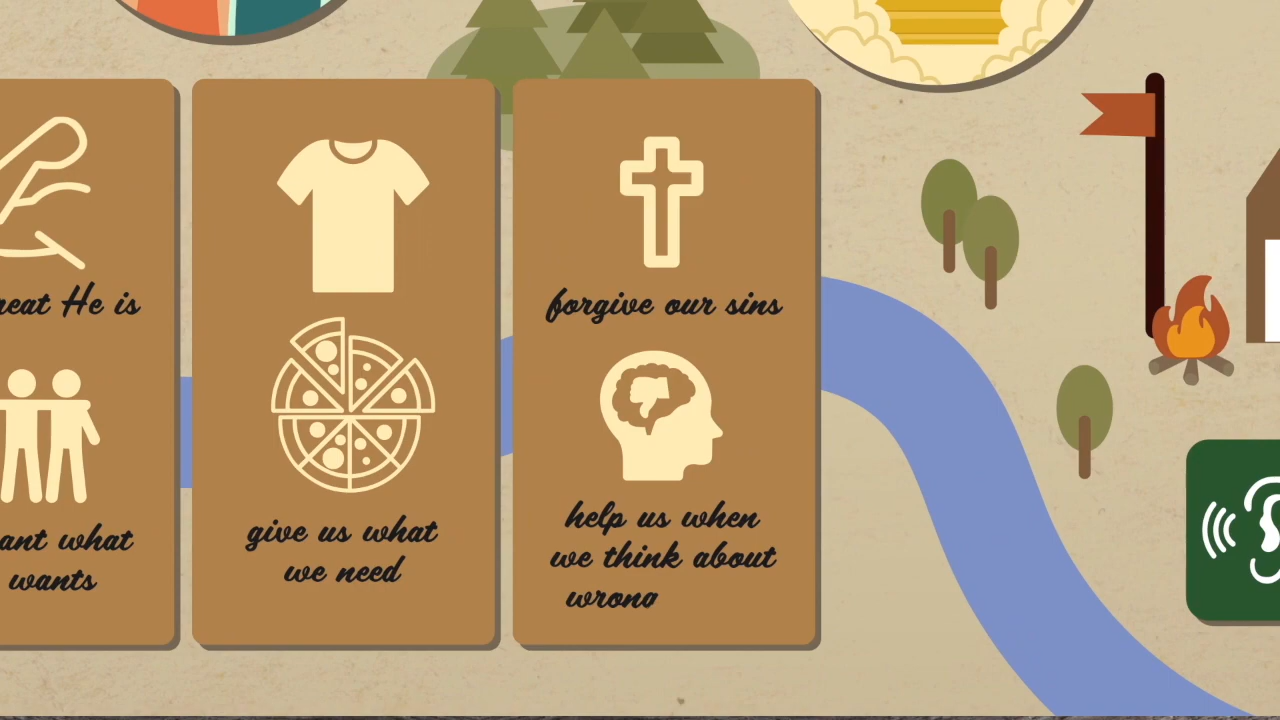 eat He is
ant what
wants
give us what
we need
forgive our sins
help us when
we think about
wrong